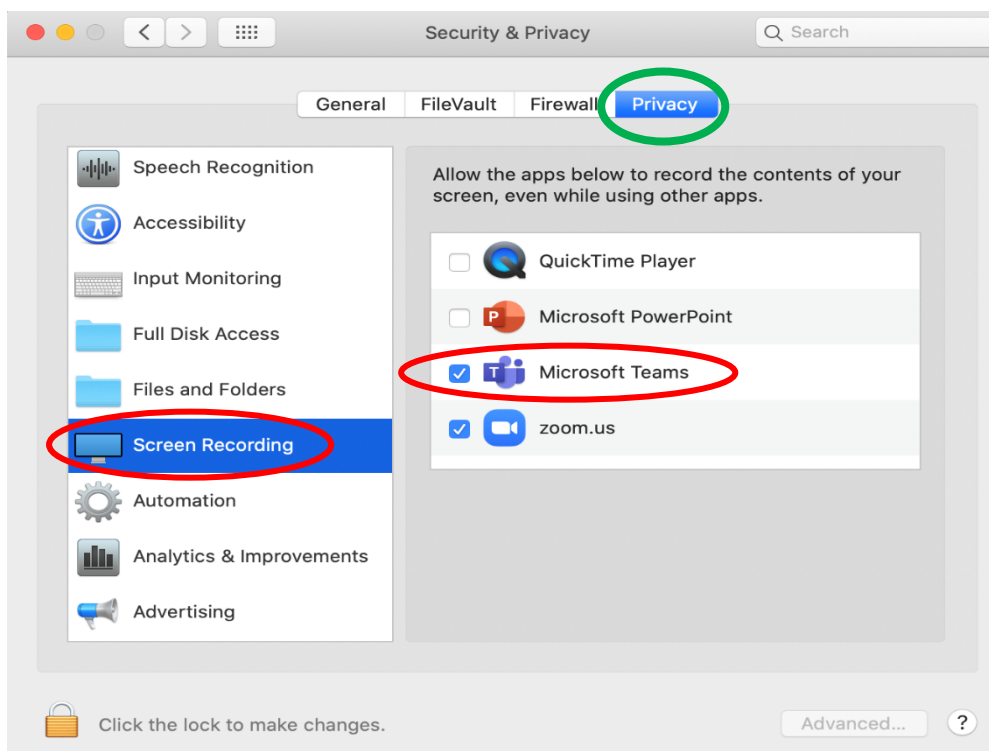 Security & Privacy
Search
General
FileVault
Firewall
Privacy
Speech Recognition
Accessibility
Input Monitoring
Full Disk Access
Files and Folders
Screen Recording
Automation
Analytics & Improvements
Advertising
Allow the apps below to record the contents of your
screen, even while using other apps.
QuickTime Player
P
Microsoft PowerPoint
T
Microsoft Teams
zoom.us
Click the lock to make changes.
Advanced...
?